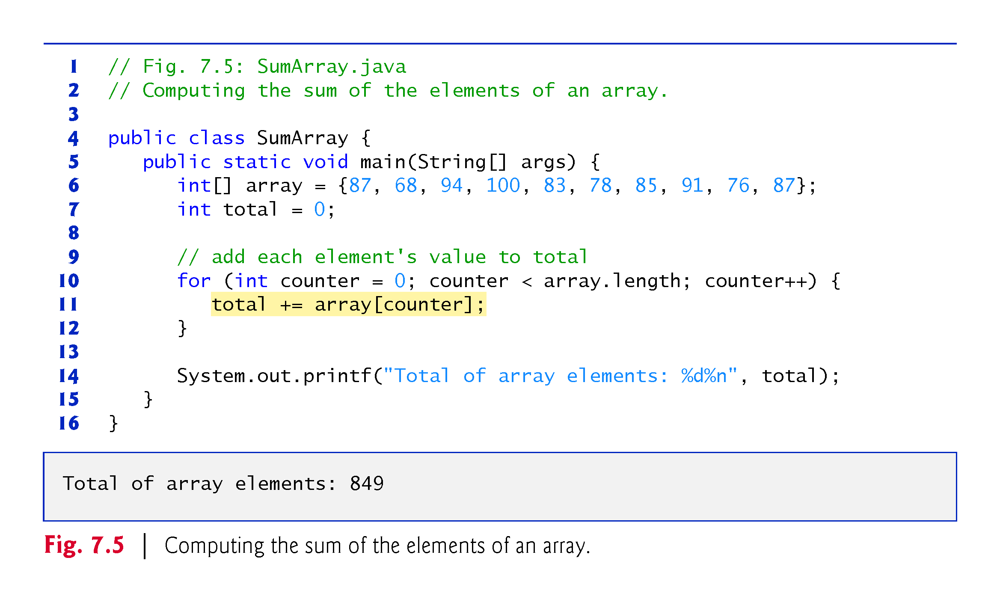 1 // Fig. 7.5: SumArray.java
2 // Computing the sum of the elements of an array.
3
4 public class SumArray {
5    public static void main(String[] args) {
6       int[] array = {87, 68, 94, 100, 83, 78, 85, 91, 76, 87};
7       int total = 0;
8
9       // add each element's value to total
10       for (int counter = 0; counter < array.length; counter++) {
11          total += array[counter];
12       }
13
14       System.out.printf("Total of array elements: %d%n", total);
15    }
16 }
Total of array elements: 849
Fig. 7.5 | Computing the sum of the elements of an array.